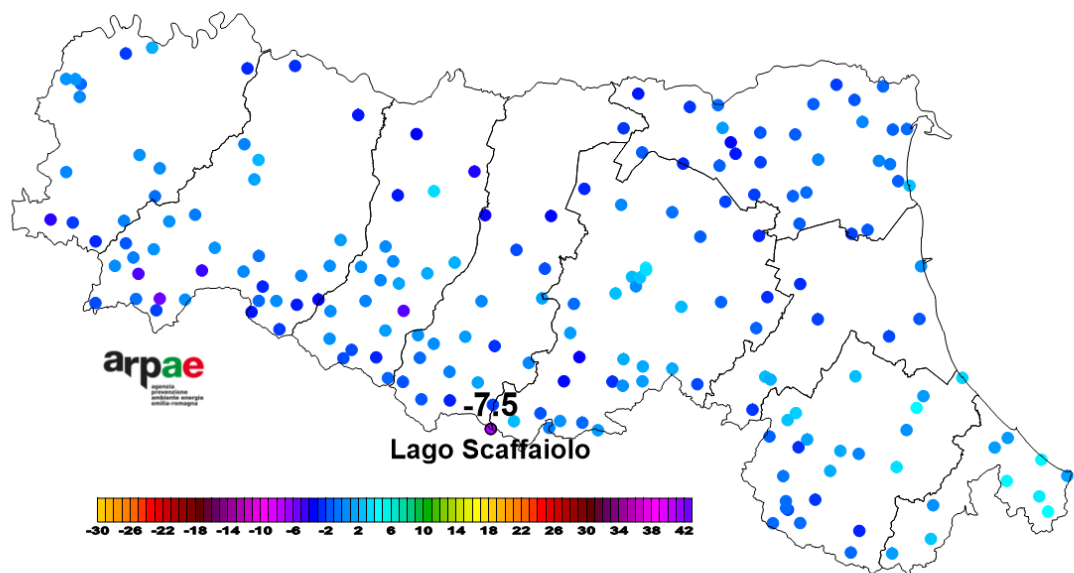 arpae
agenzia
prevenzione
ambiente energia
emilia-romagna
-7.5
Lago Scaffaiolo
-30 -26 -22 -18 -14 -10 -6 -2 2 6 10 14 18 22 26 30 34 38 42